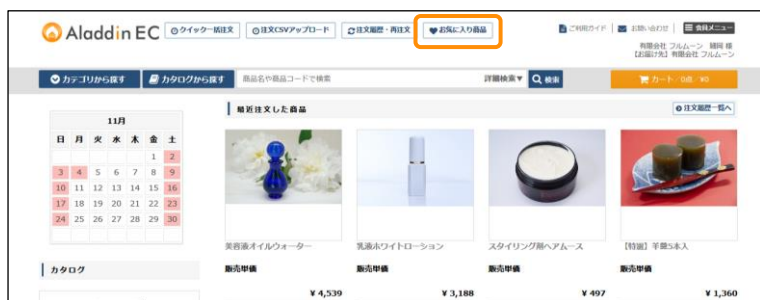 Aladdin EC
クイック一括注文
注文CSVアップロード
注文履歴・再注文
お気に入り商品
ご利用ガイド
お問い合わせ
会員メニュー
有限会社 フルムーン 細岡 様
【お届け先】有限会社 フルムーン
カテゴリから探す
カタログから探す
商品名や商品コードで検索
詳細検索▼
検索
カート／0点／¥0
11月
日 月 火 水 木 金 土
1 2
3 4 5 6 7 8 9
10 11 12 13 14 15 16
17 18 19 20 21 22 23
24 25 26 27 28 29 30
カタログ
最近注文した商品
注文履歴一覧へ
美容液オイルウォーター
販売単価
¥ 4,539
乳液ホワイトローション
販売単価
¥ 3,188
スタイリング剤ヘアムース
販売単価
¥ 497
【特選】羊羹5本入
販売単価
¥ 1,360